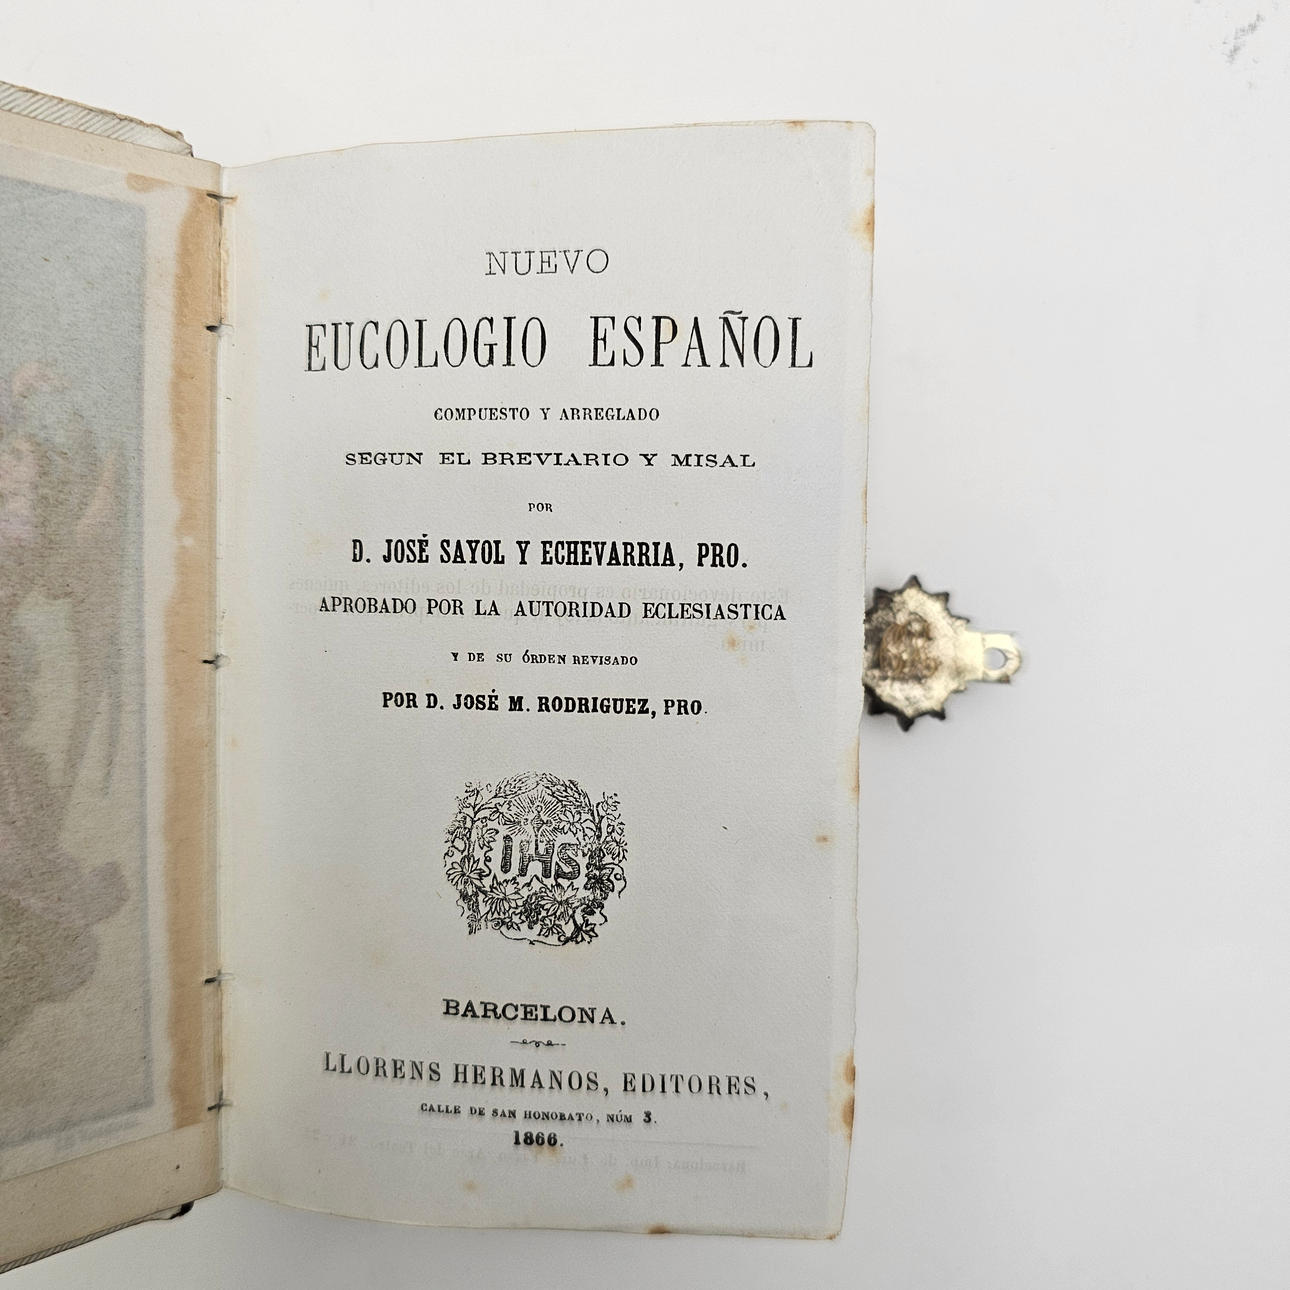 NUEVO
EUCOLOGIO ESPAÑOL
COMPUESTO Y ARREGLADO
SEGUN EL BREVIARIO Y MISAL
POR
D. JOSÉ SAYOL Y ECHEVARRIA, PRO.
APROBADO POR LA AUTORIDAD ECLESIASTICA
Y DE SU ÓRDEN REVISADO
POR D. JOSÉ M. RODRIGUEZ, PRO.
IHS
BARCELONA.
LLORENS HERMANOS, EDITORES,
CALLE DE SAN HONORATO, NÚM 3.
1866.